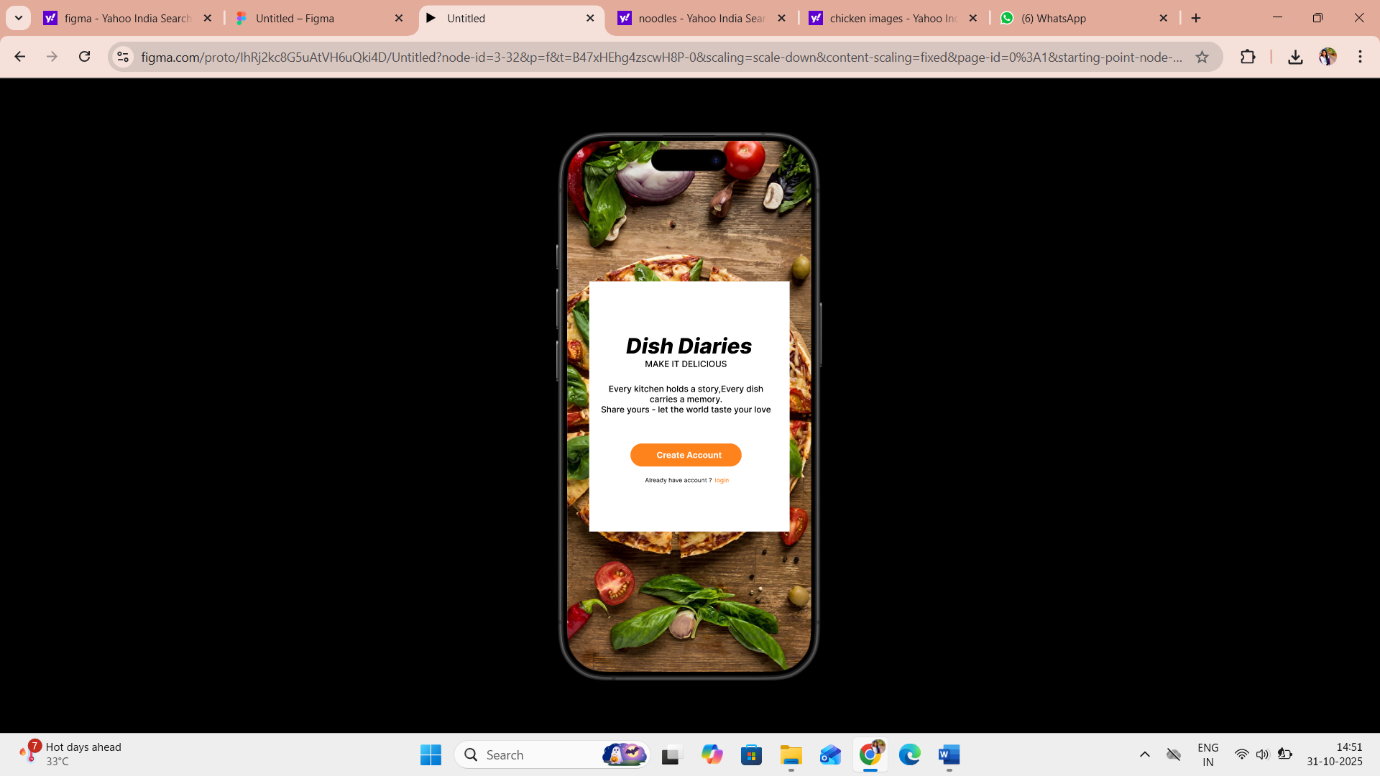 figma - Yahoo India Search
Untitled – Figma
Untitled
noodles - Yahoo India Sear
chicken images - Yahoo Inc
(6) WhatsApp
figma.com/proto/lhRj2kc8G5uAtVH6uQki4D/Untitled?node-id=3-32&p=f&t=B47xHEhg4zscwH8P-0&scaling=scale-down&content-scaling=fixed&page-id=0%3A1&starting-point-node-...
Dish Diaries
MAKE IT DELICIOUS
Every kitchen holds a story,Every dish
carries a memory.
Share yours - let the world taste your love
Create Account
Already have account ? login
7
Hot days ahead
33°C
Search
ENG
IN
14:51
31-10-2025